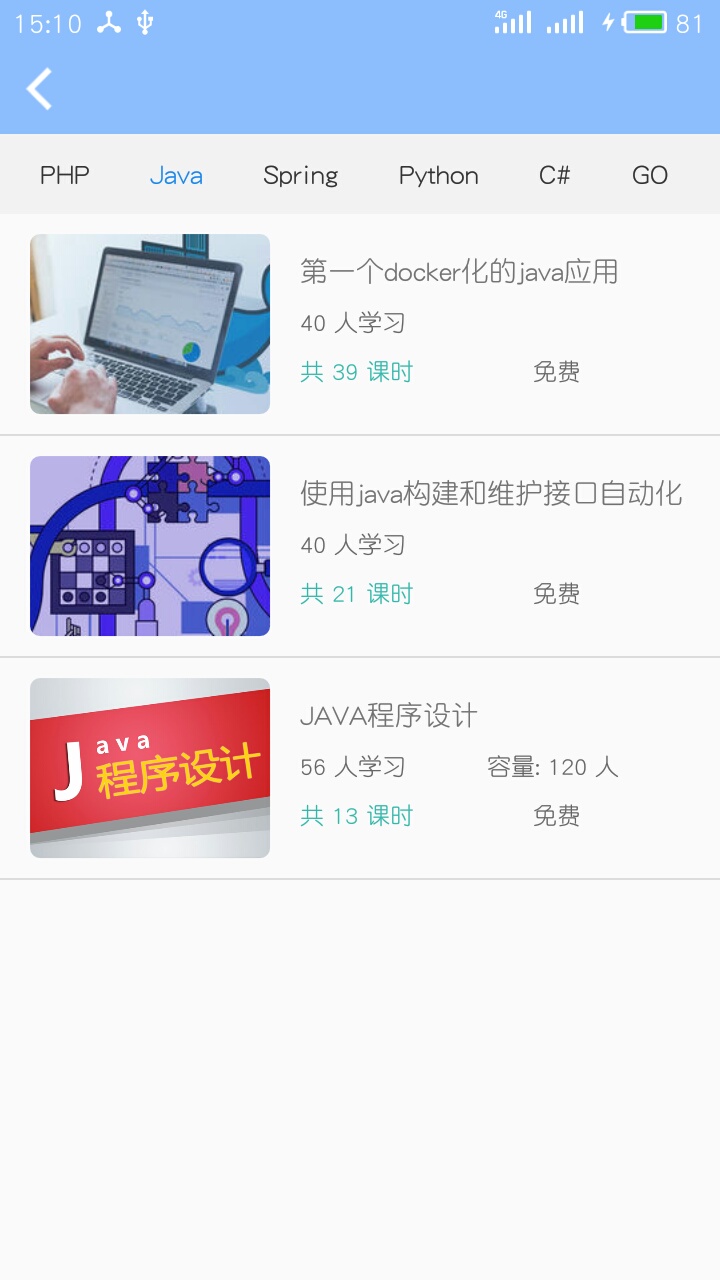 15:10 4G 81
PHP Java Spring Python C# GO
第一个docker化的java应用
40 人学习
共 39 课时 免费
使用java构建和维护接口自动化
40 人学习
共 21 课时 免费
Java
程序设计
JAVA程序设计
56 人学习 容量: 120 人
共 13 课时 免费